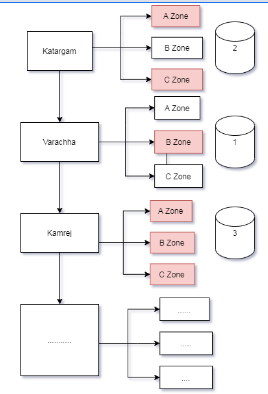 A Zone
Katargam
B Zone
2
C Zone
A Zone
Varachha
B Zone
1
C Zone
A Zone
Kamrej
B Zone
3
C Zone
......
...........
.....
....